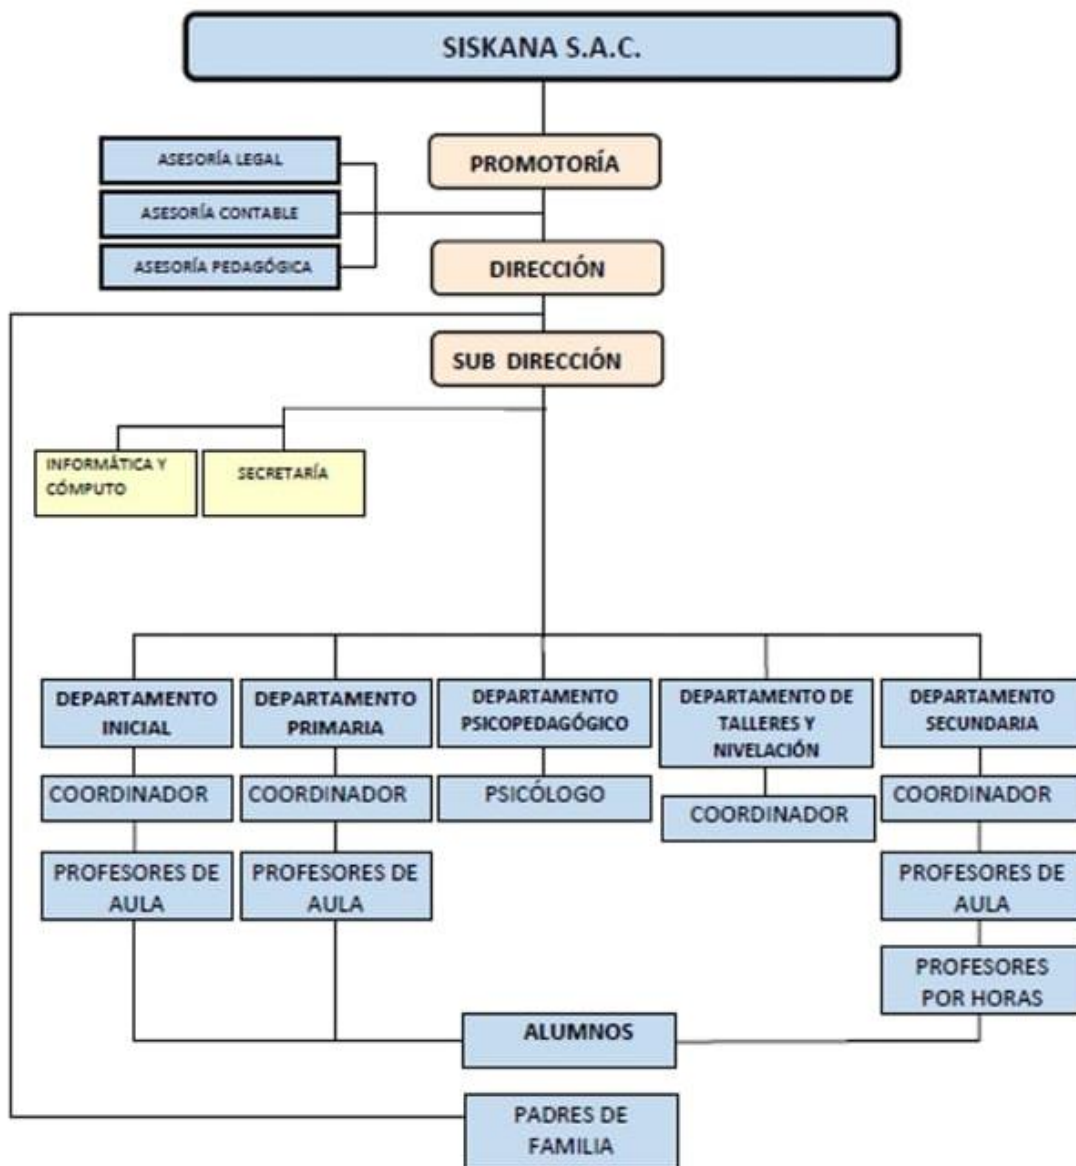 SISKANA S.A.C.
PROMOTORÍA
ASESORÍA LEGAL
ASESORÍA CONTABLE
ASESORÍA PEDAGÓGICA
DIRECCIÓN
SUB DIRECCIÓN
INFORMÁTICA Y
CÓMPUTO
SECRETARÍA
DEPARTAMENTO
INICIAL
DEPARTAMENTO
PRIMARIA
DEPARTAMENTO
PSICOPEDAGÓGICO
DEPARTAMENTO DE
TALLERES Y
NIVELACIÓN
DEPARTAMENTO
SECUNDARIA
COORDINADOR
COORDINADOR
PSICÓLOGO
COORDINADOR
COORDINADOR
PROFESORES DE
AULA
PROFESORES DE
AULA
PROFESORES DE
AULA
PROFESORES
POR HORAS
ALUMNOS
PADRES DE
FAMILIA